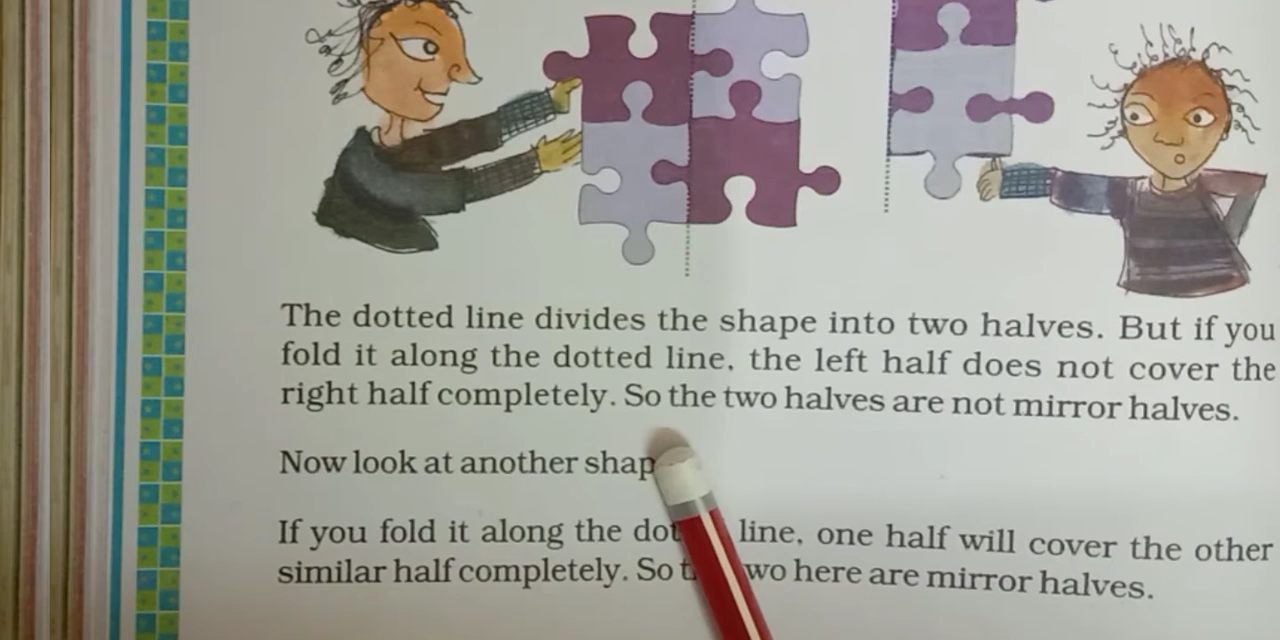 The dotted line divides the shape into two halves. But if you
fold it along the dotted line, the left half does not cover the
right half completely. So the two halves are not mirror halves.
Now look at another
If you fold it along the line, one half will cover the other
similar half completely. So two here are mirror halves.